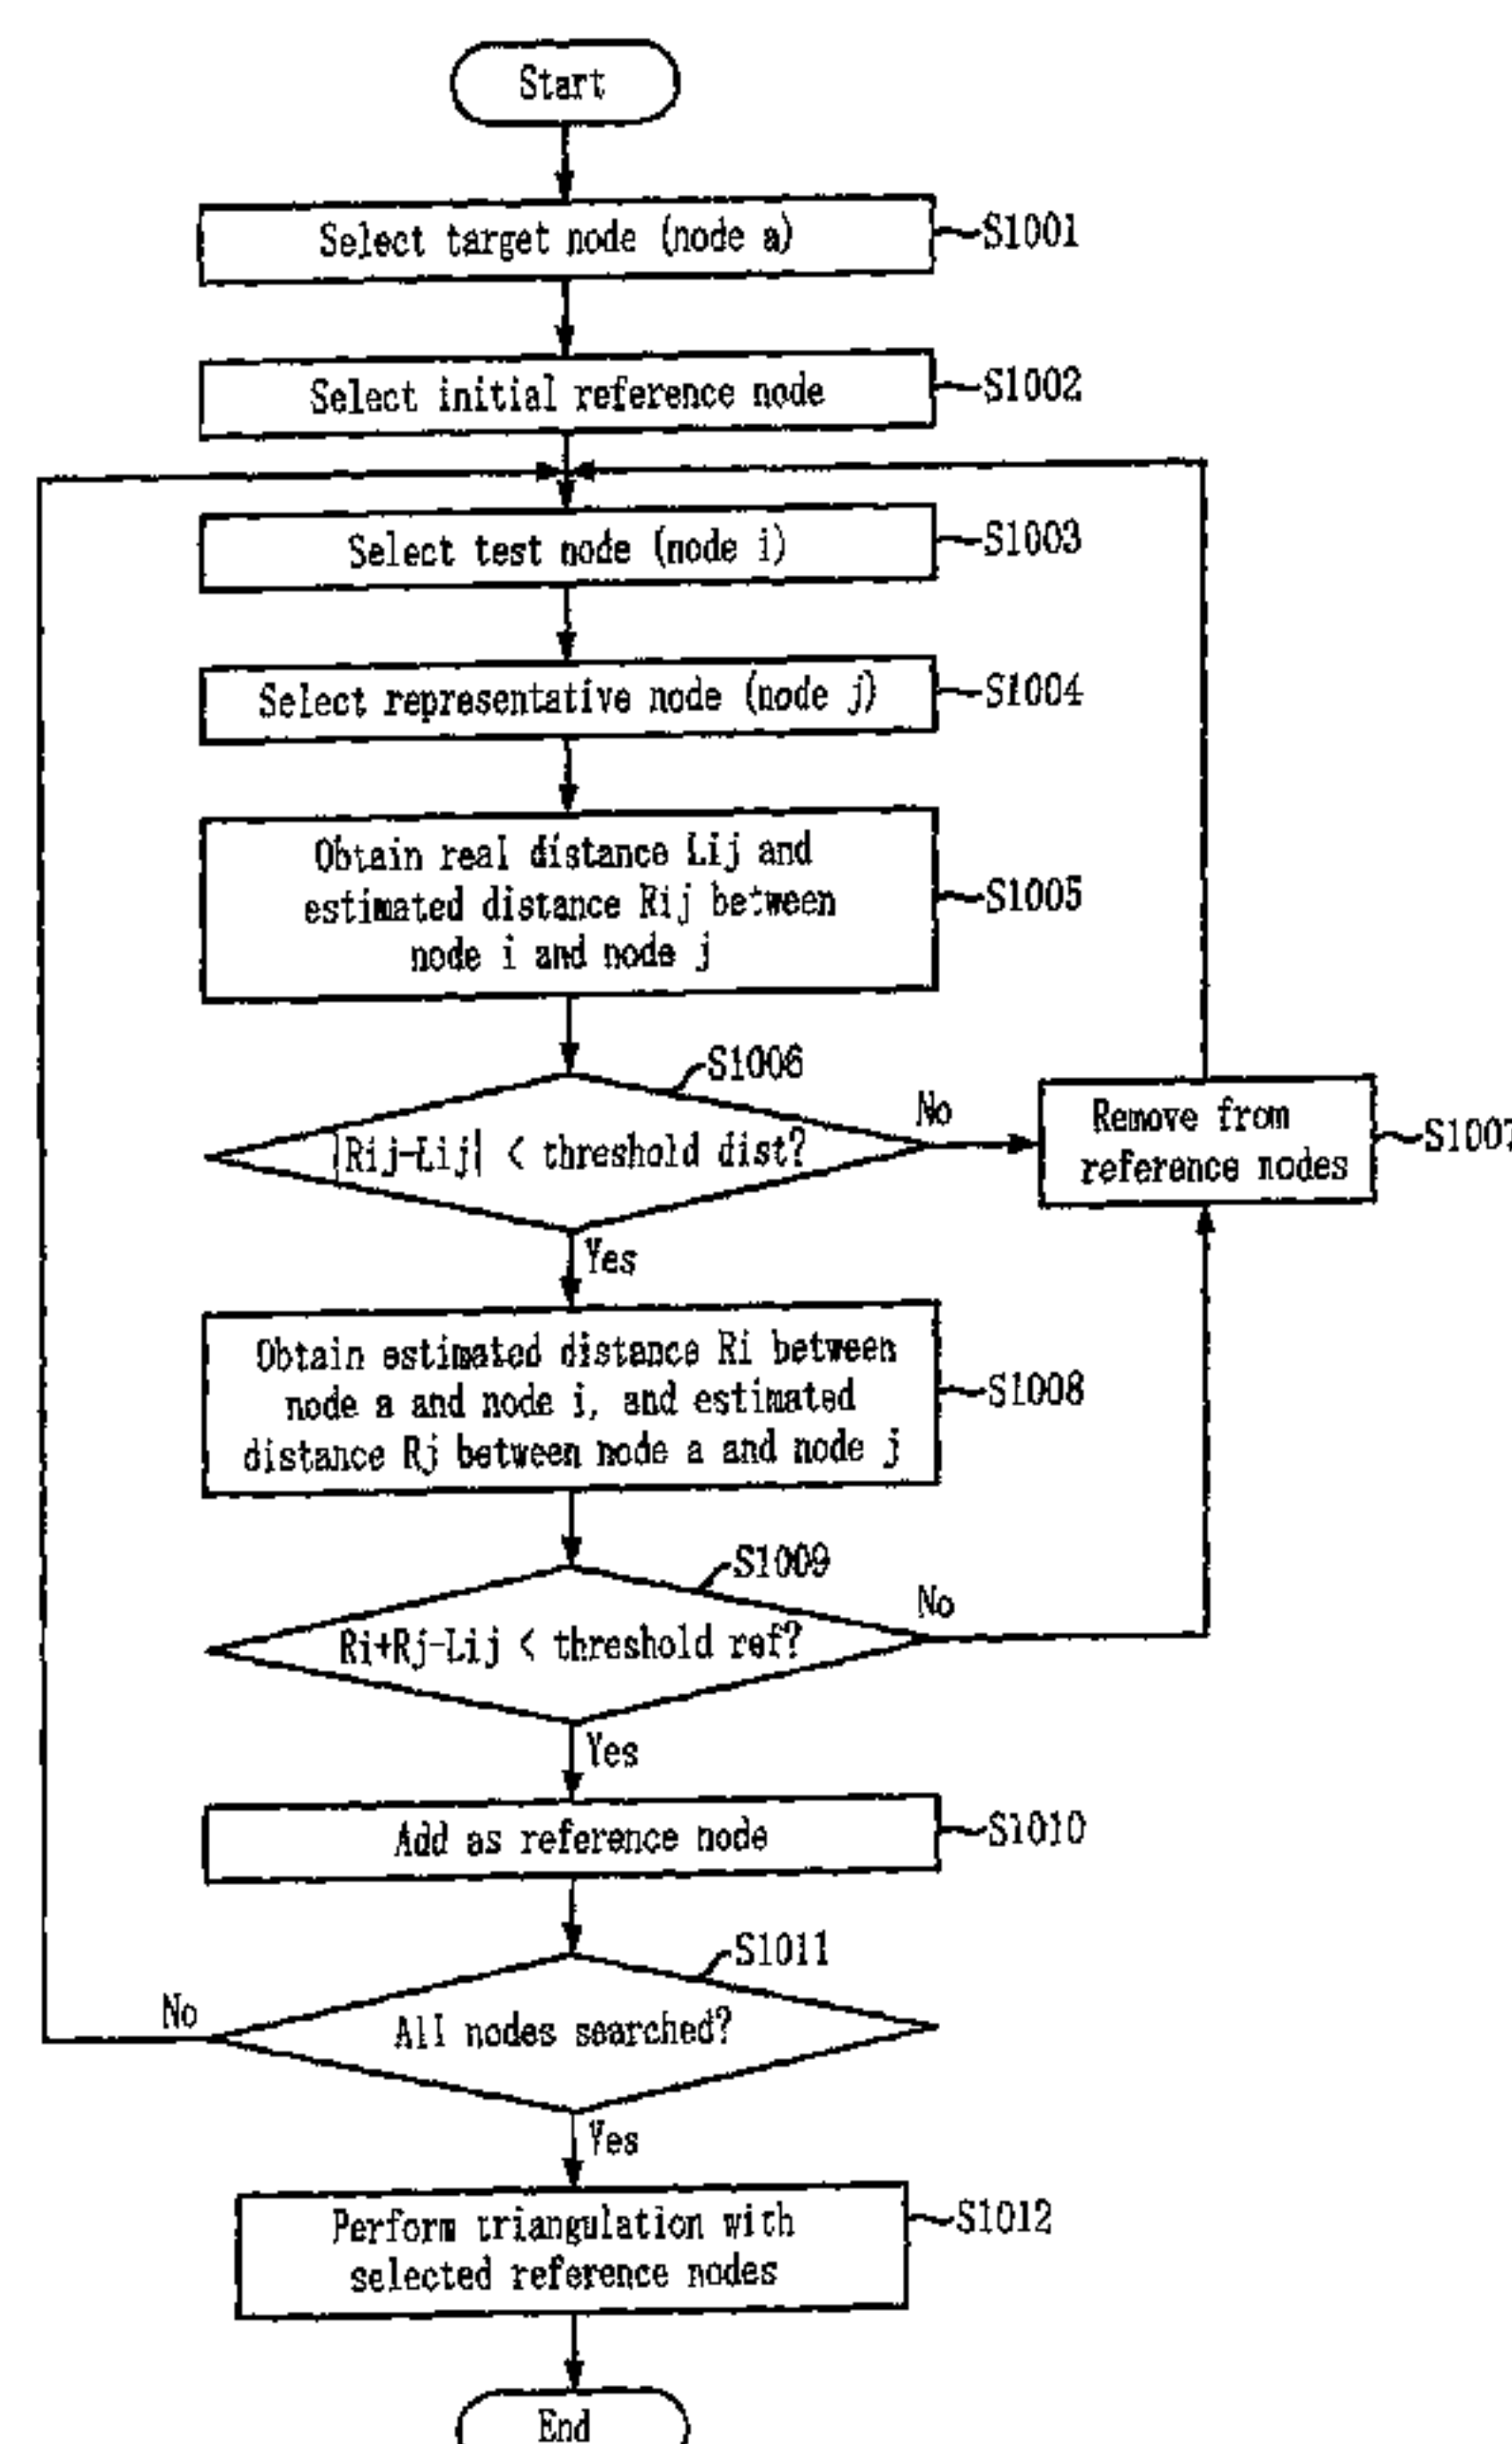 Start
Select target node (node a)
S1001
Select initial reference node
S1002
Select test node (node i)
S1003
Select representative node (node j)
S1004
Obtain real distance Lij and
estimated distance Rij between
node i and node j
S1005
S1006
|Rij-Lij| < threshold dist?
No
Remove from
reference nodes
S1007
Yes
Obtain estimated distance Ri between
node a and node i, and estimated
distance Rj between node a and node j
S1008
S1009
Ri+Rj-Lij < threshold ref?
No
Yes
Add as reference node
S1010
S1011
All nodes searched?
No
Yes
Perform triangulation with
selected reference nodes
S1012
End